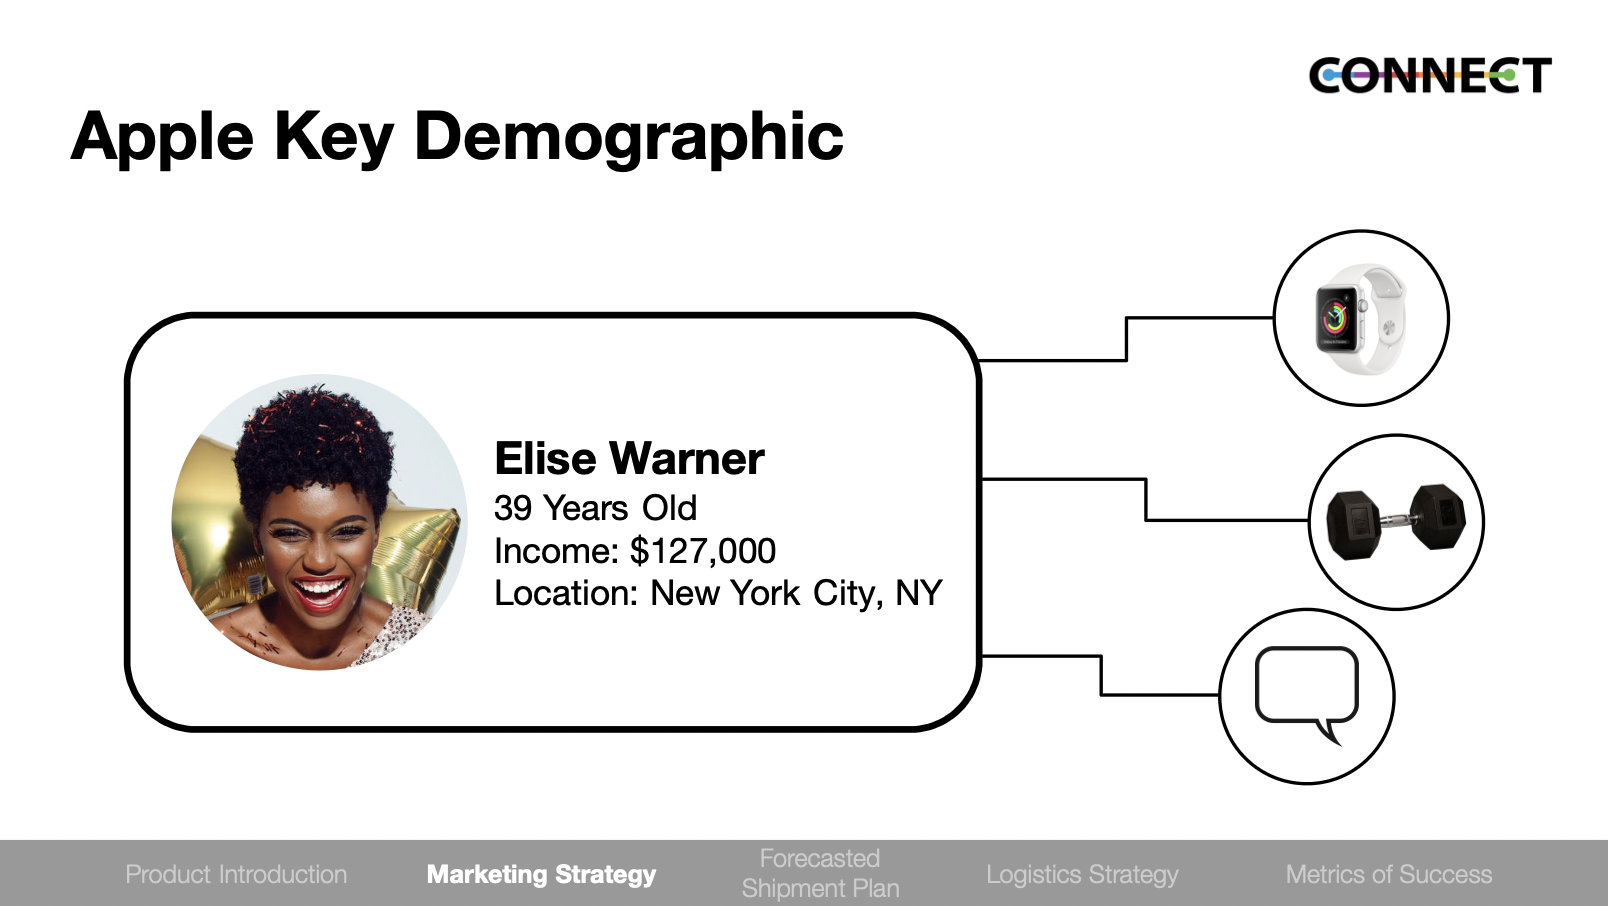 CONNECT
Apple Key Demographic
Elise Warner
39 Years Old
Income: $127,000
Location: New York City, NY
Product Introduction
Marketing Strategy
Forecasted
Shipment Plan
Logistics Strategy
Metrics of Success